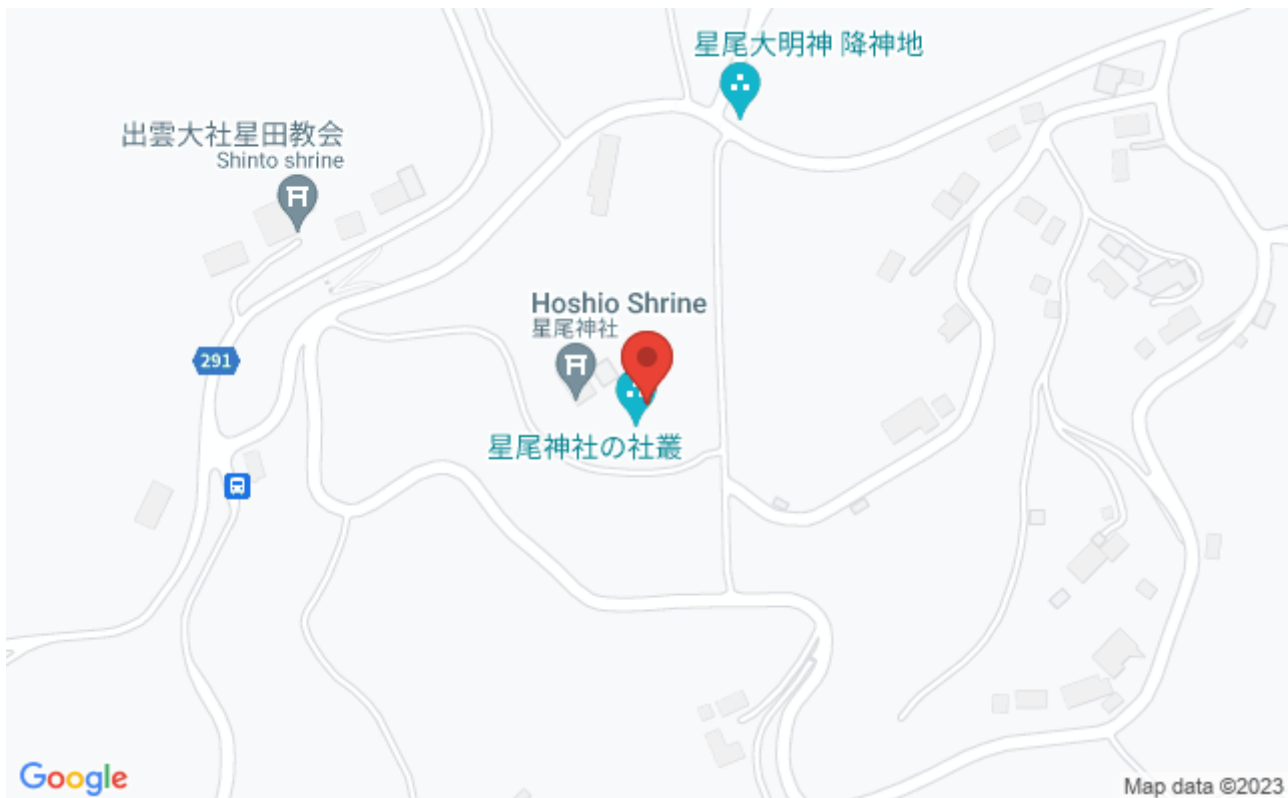 星尾大明神 降神地
出雲大社星田教会
Shinto shrine
Hoshio Shrine
星尾神社
291
星尾神社の社叢
Google
Map data ©2023